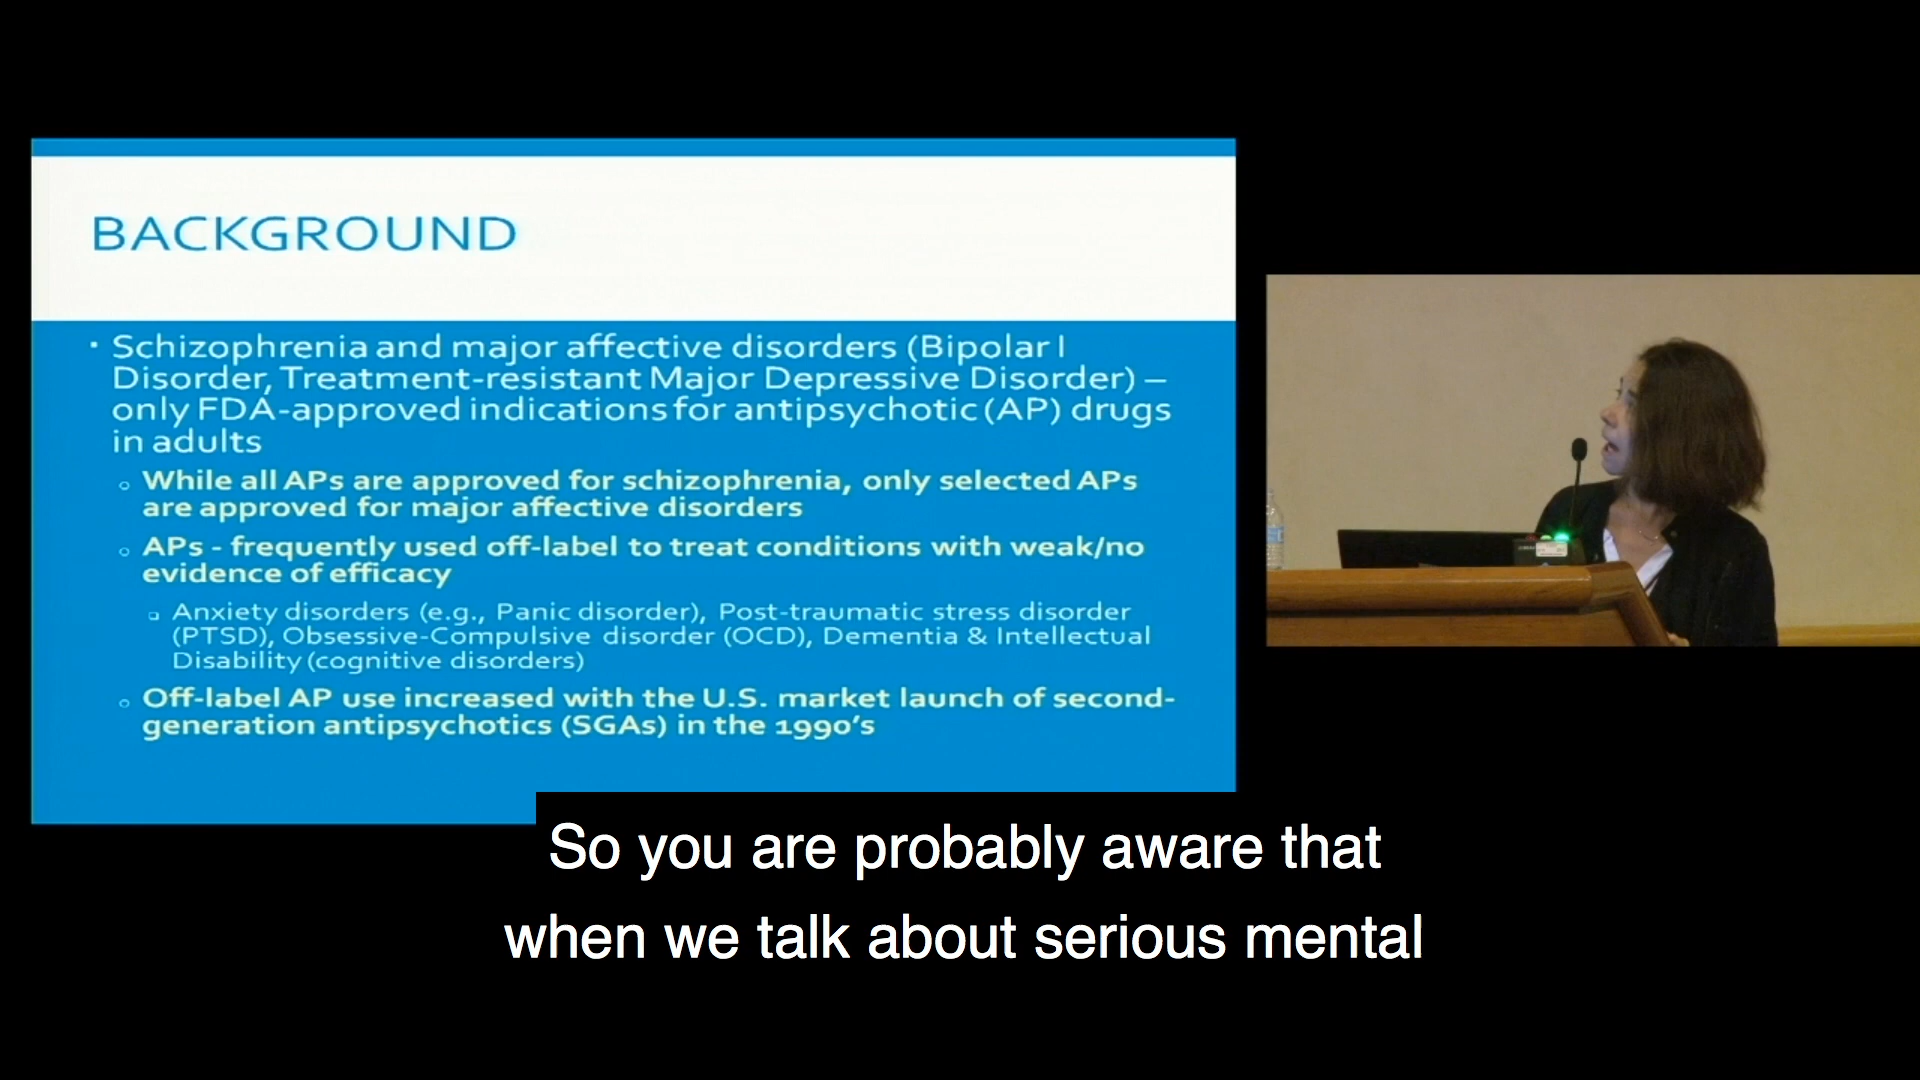 BACKGROUND
Schizophrenia and major affective disorders (Bipolar I
Disorder, Treatment-resistant Major Depressive Disorder) –
only FDA-approved indications for antipsychotic (AP) drugs
in adults
While all APs are approved for schizophrenia, only selected APs
are approved for major affective disorders
APs - frequently used off-label to treat conditions with weak/no
evidence of efficacy
Anxiety disorders (e.g., Panic disorder), Post-traumatic stress disorder
(PTSD), Obsessive-Compulsive disorder (OCD), Dementia & Intellectual
Disability (cognitive disorders)
Off-label AP use increased with the U.S. market launch of second-
generation antipsychotics (SGAs) in the 1990's
So you are probably aware that
when we talk about serious mental